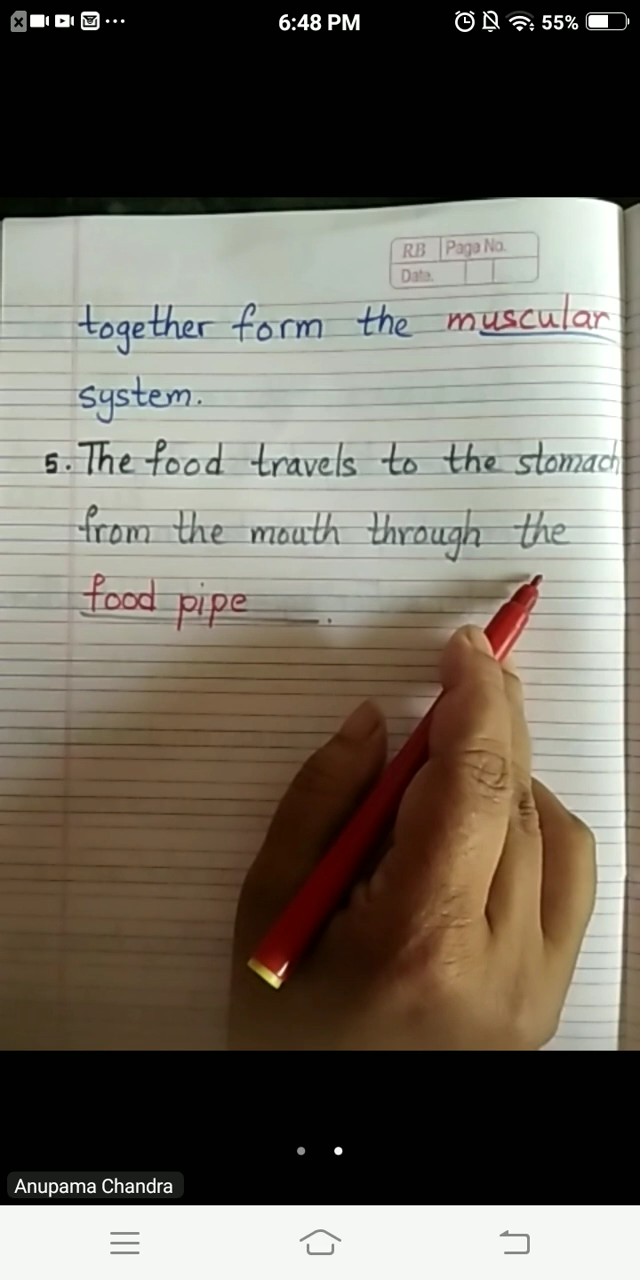 6:48 PM
55%
RB Page No.
Date.
together form the muscular
system.
5. The food travels to the stomach
from the mouth through the
food pipe.
Anupama Chandra